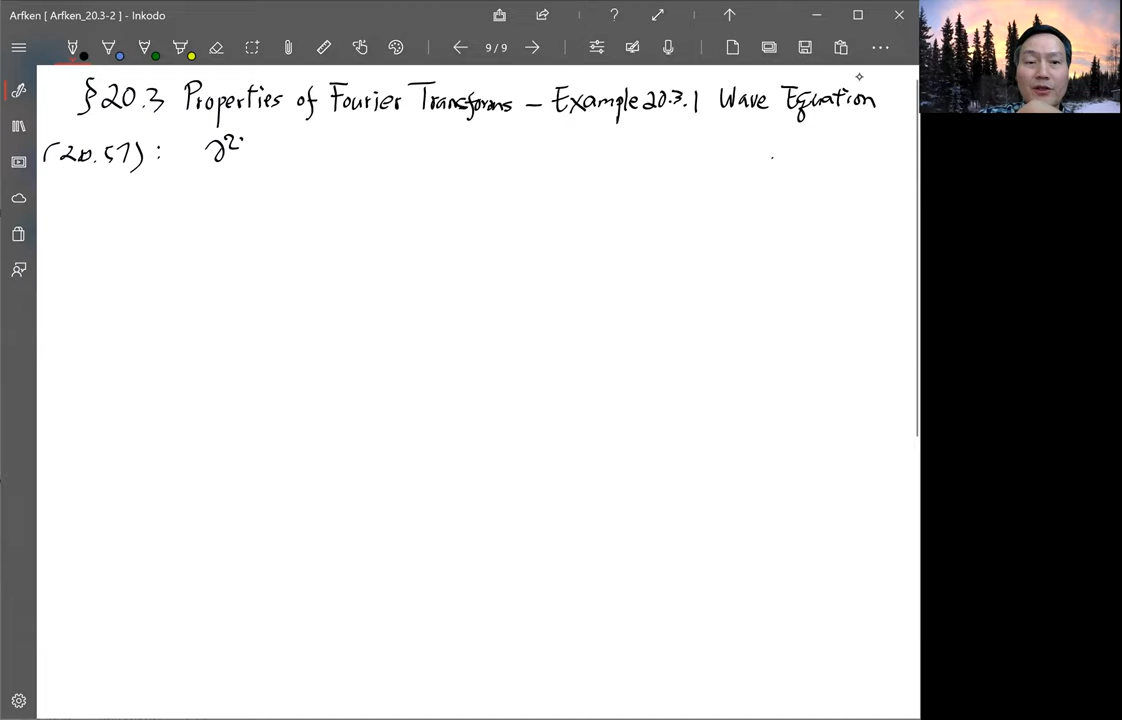 Arfken [ Arfken_20.3-2 ] - Inkodo
9/9
§ 20.3 Properties of Fourier Transforms – Example 20.3.1 Wave Equation
(20.57): ∂²